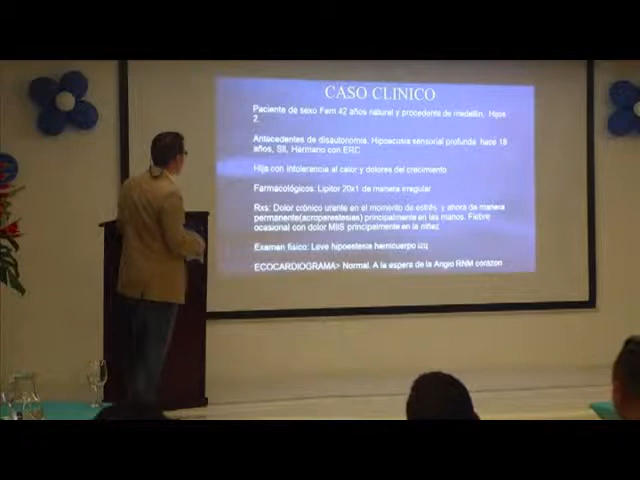 CASO CLINICO
Paciente de sexo Fem 42 años natural y procedente de medellin. Hijos
2.
Antecedentes de disautonomia. Hipoacusia sensorial profunda hace 18
años, SII, Hermano con ERC
Hija con intolerancia al calor y dolores del crecimiento
Farmacológicos: Lipitor 20x1 de manera irregular
Rxs: Dolor crónico urante en el momento de estrés y ahora de manera
permanente(acroparestesias) principalmente en las manos. Fiebre
ocasional con dolor MIIS principalmente en la niñez
Examen fisico: Leve hipoestesia hemicuerpo izq
ECOCARDIOGRAMA> Normal. A la espera de la Angio RNM corazon